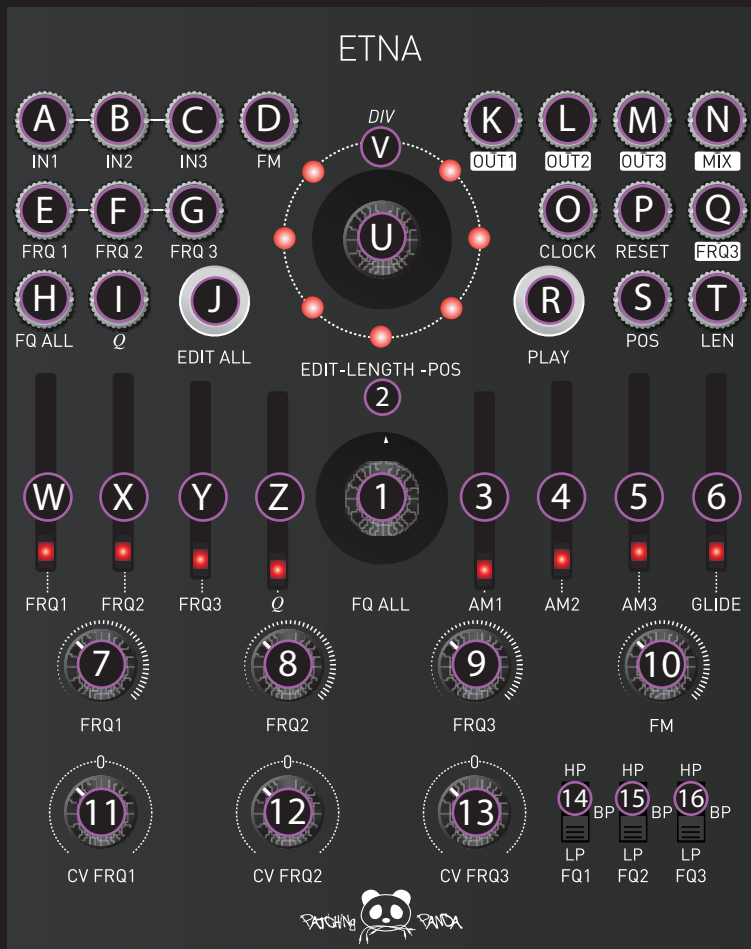 ETNA
A B C D
IN1 IN2 IN3 FM
DIV
V
K L M N
OUT1 OUT2 OUT3 MIX
E F G
FRQ 1 FRQ 2 FRQ 3
U
O P Q
CLOCK RESET FRQ3
H I J
FQ ALL Q EDIT ALL
R S T
PLAY POS LEN
EDIT-LENGTH -POS
2
W X Y Z 1 3 4 5 6
FRQ1 FRQ2 FRQ3 Q FQ ALL AM1 AM2 AM3 GLIDE
7 8 9 10
FRQ1 FRQ2 FRQ3 FM
0 0 0
11 12 13
CV FRQ1 CV FRQ2 CV FRQ3
HP HP HP
14 BP 15 BP 16 BP
LP LP LP
FQ1 FQ2 FQ3
PATCHING PANDA